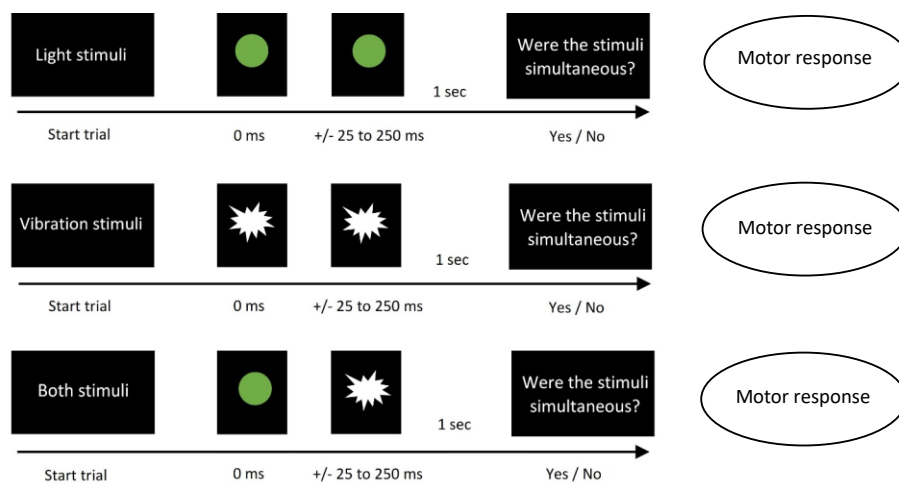 Light stimuli
Were the stimuli
simultaneous?
Motor response
1 sec
Start trial
0 ms
+/- 25 to 250 ms
Yes / No
Vibration stimuli
Were the stimuli
simultaneous?
Motor response
1 sec
Start trial
0 ms
+/- 25 to 250 ms
Yes / No
Both stimuli
Were the stimuli
simultaneous?
Motor response
1 sec
Start trial
0 ms
+/- 25 to 250 ms
Yes / No